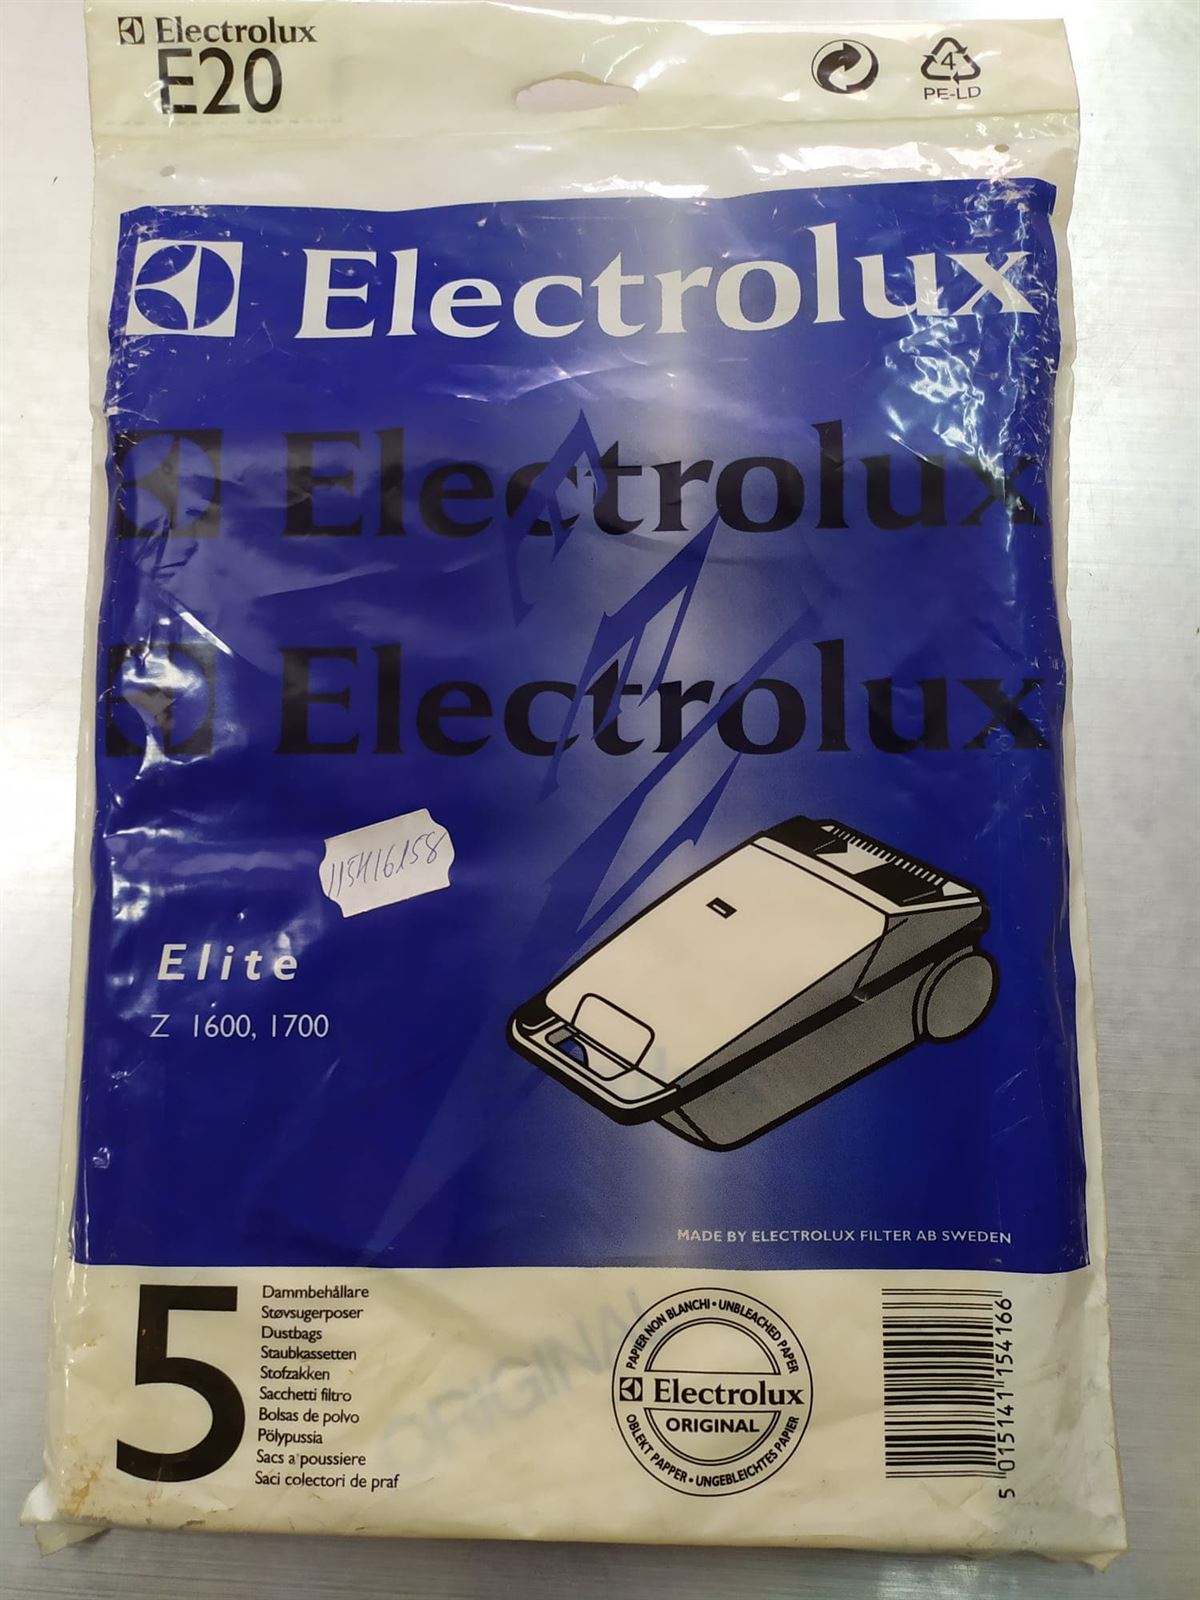 Electrolux
E20
4
PE-LD
Electrolux
Electrolux
Electrolux
Elite
Z 1600, 1700
MADE BY ELECTROLUX FILTER AB SWEDEN
5
Dammbehållare
Støvsugerposer
Dustbags
Staubkassetten
Stofzakken
Sacchetti filtro
Bolsas de polvo
Pölypussia
Sacs a poussiere
Saci colectori de praf
PAPIER NON BLANCHI • UNBLEACHED PAPER
Electrolux
ORIGINAL
OBLEKT PAPPER • UNGEBLEICHTES PAPIER
5 015141 154166
ORIGINAL